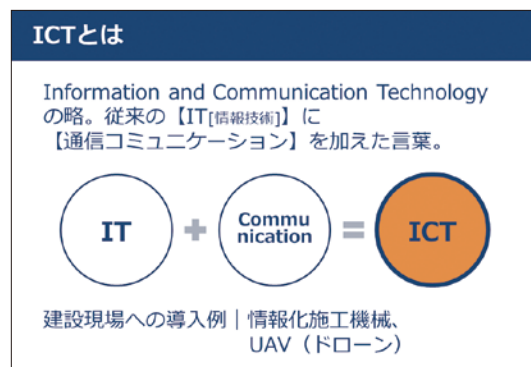 ICTとは
Information and Communication Technology
の略。従来の【IT[情報技術]】に
【通信コミュニケーション】を加えた言葉。
IT + Commu = ICT
nication
建設現場への導入例｜情報化施工機械、
UAV（ドローン）